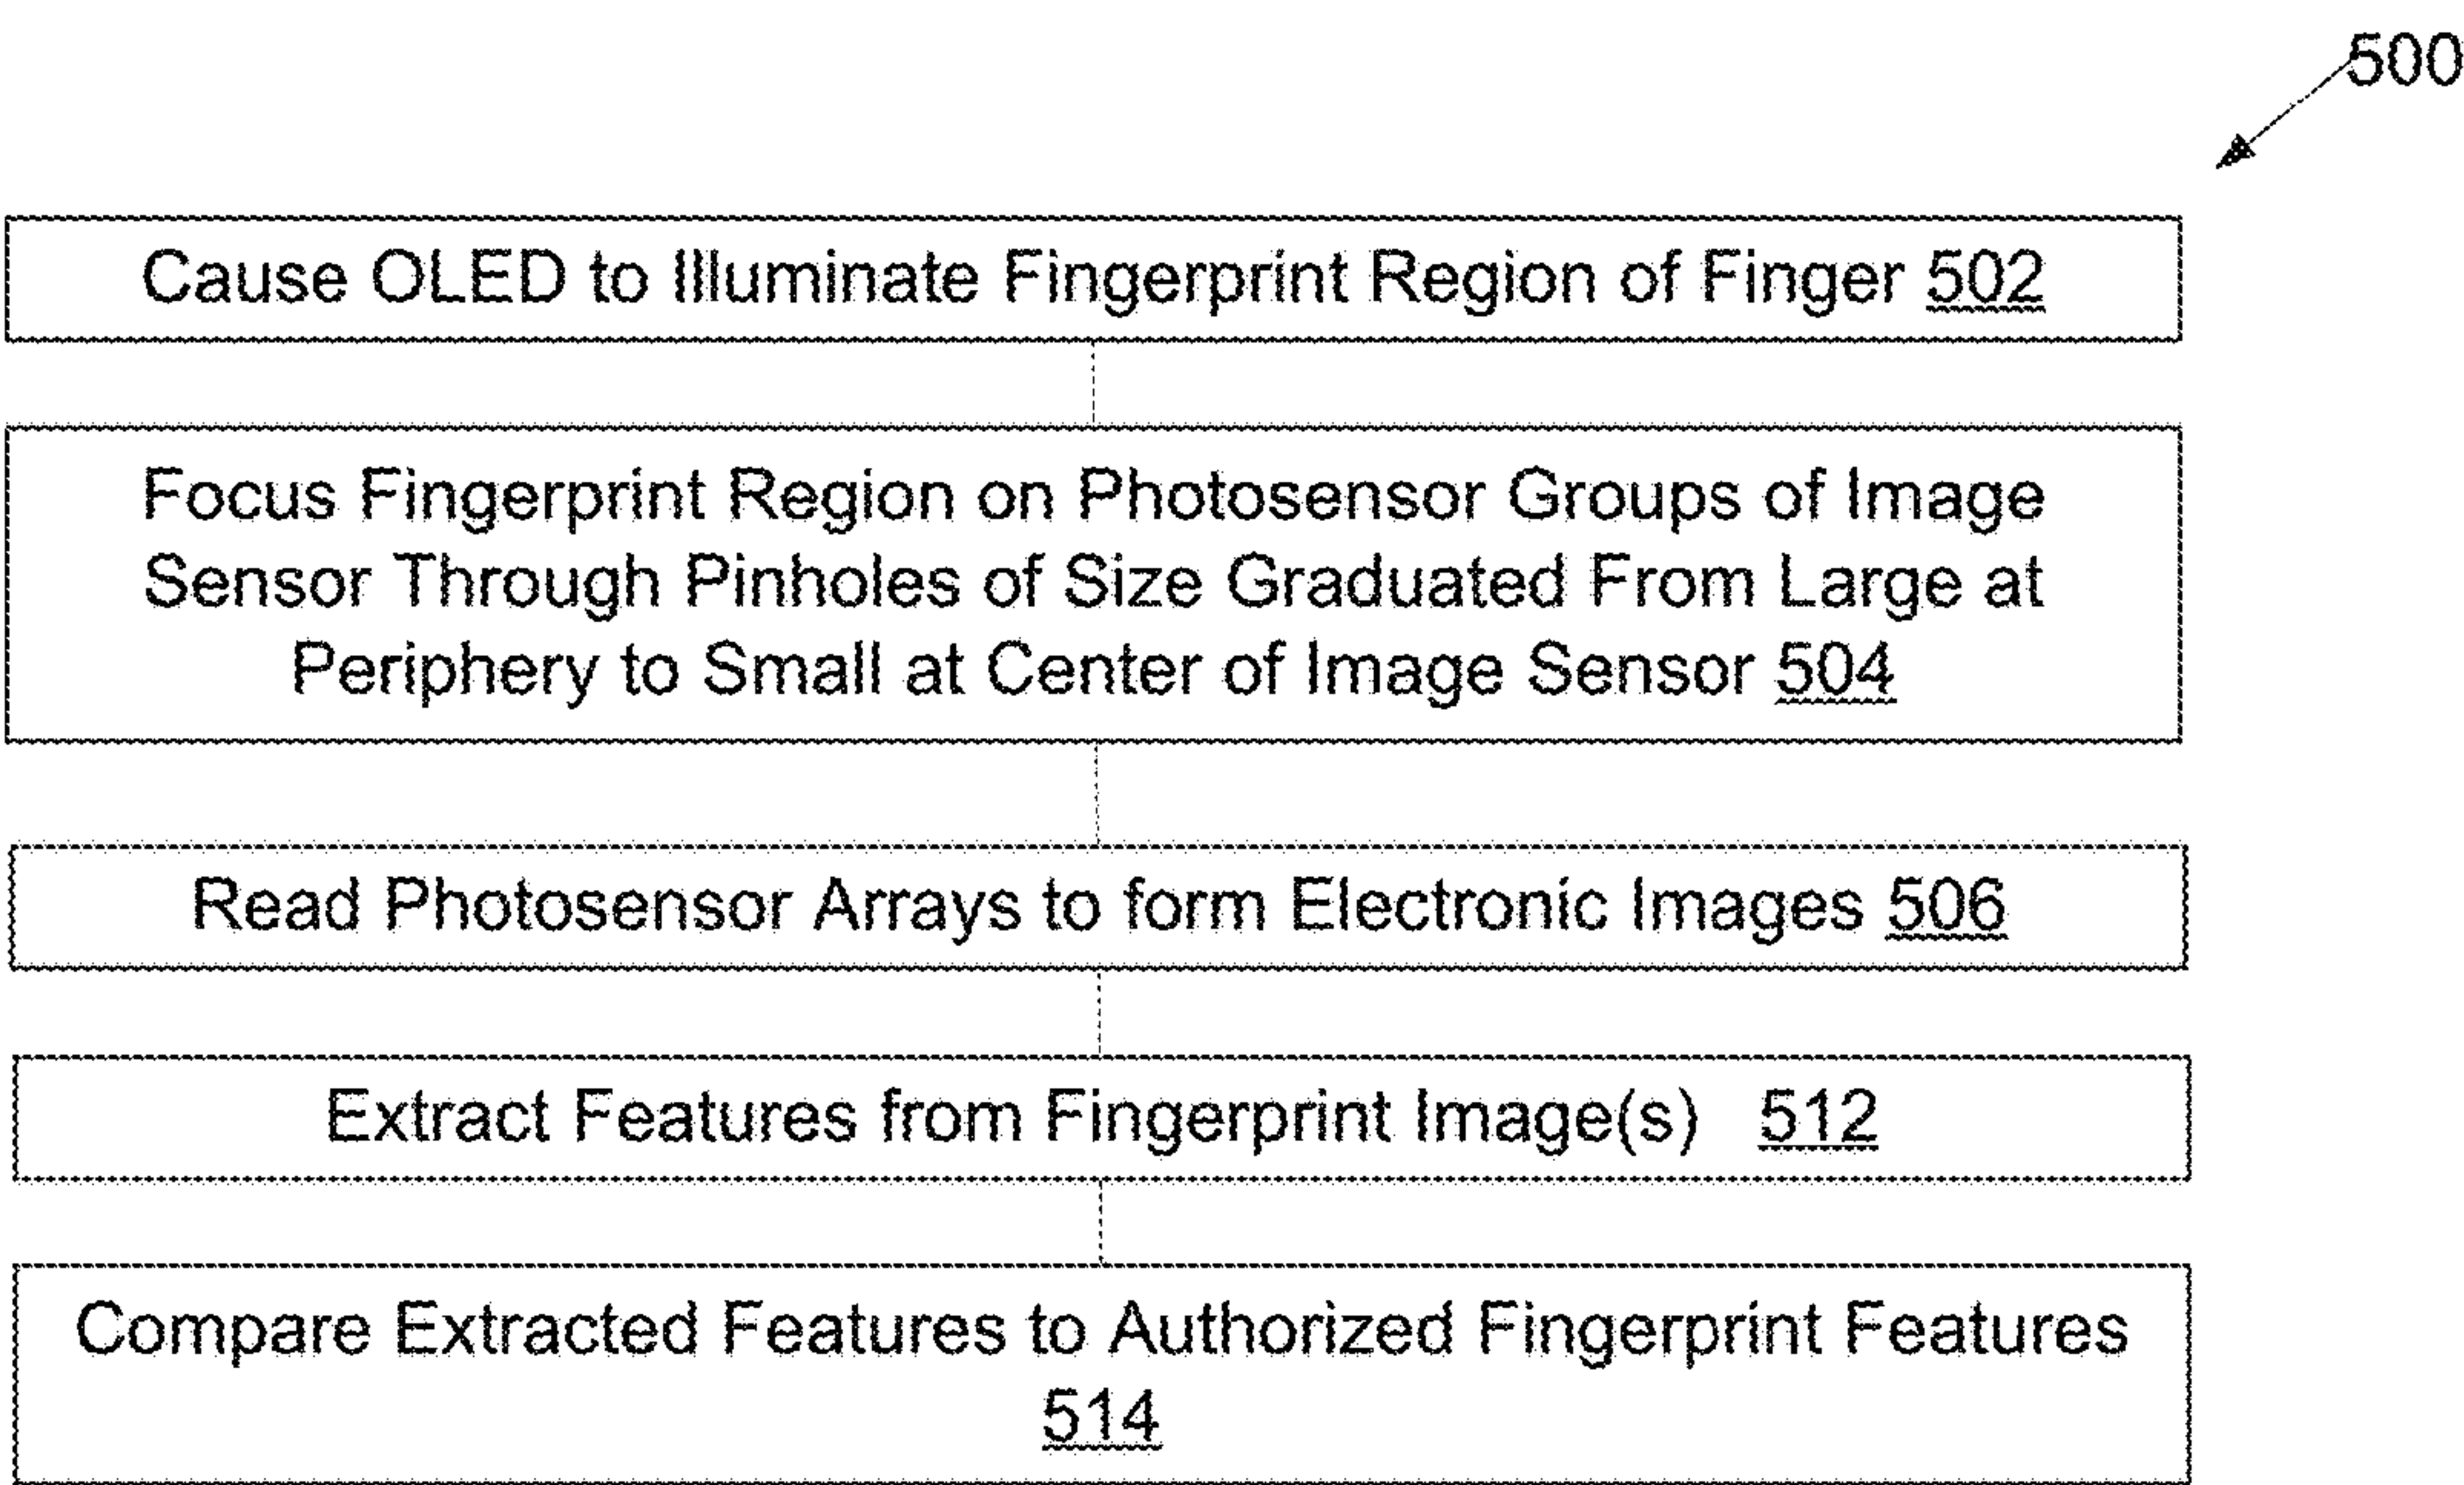 500
Cause OLED to Illuminate Fingerprint Region of Finger 502
Focus Fingerprint Region on Photosensor Groups of Image
Sensor Through Pinholes of Size Graduated From Large at
Periphery to Small at Center of Image Sensor 504
Read Photosensor Arrays to form Electronic Images 506
Extract Features from Fingerprint Image(s) 512
Compare Extracted Features to Authorized Fingerprint Features
514